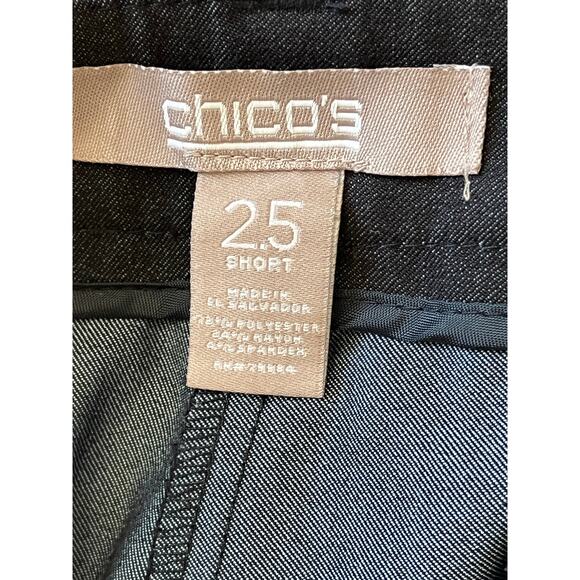 chico's
2.5
SHORT
MADE IN
EL SALVADOR
72% POLYESTER
24% RAYON
4% SPANDEX